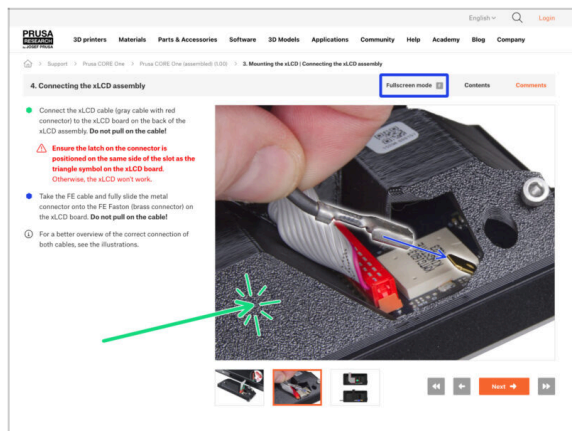 English
Login
PRUSA
RESEARCH
by JOSEF PRUSA
3D printers
Materials
Parts & Accessories
Software
3D Models
Applications
Community
Help
Academy
Blog
Company
Support > Prusa CORE One > Prusa CORE One (assembled) (1.00) > 3. Mounting the xLCD | Connecting the xLCD assembly
4. Connecting the xLCD assembly
Fullscreen mode
Contents
Comments
Connect the xLCD cable (gray cable with red
connector) to the xLCD board on the back of the
xLCD assembly. Do not pull on the cable!
Ensure the latch on the connector is
positioned on the same side of the slot as the
triangle symbol on the xLCD board.
Otherwise, the xLCD won't work.
Take the FE cable and fully slide the metal
connector onto the FE Faston (brass connector) on
the xLCD board. Do not pull on the cable!
For a better overview of the correct connection of
both cables, see the illustrations.
Next